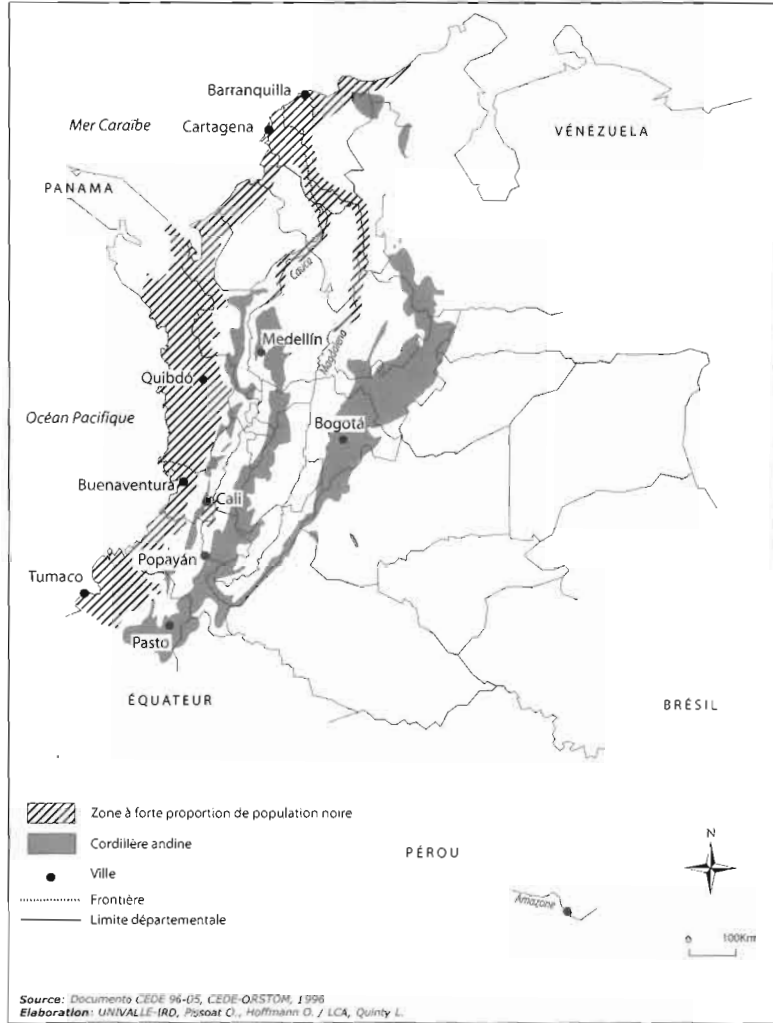 Barranquilla
Mer Caraïbe
Cartagena
VÉNÉZUELA
PANAMA
Cauca
Medellín
Magdalena
Quibdó
Océan Pacifique
Bogotá
Buenaventura
Cali
Popayán
Tumaco
Pasto
ÉQUATEUR
BRÉSIL
Zone à forte proportion de population noire
Cordillère andine
PÉROU
N
Ville
Frontière
Amazone
Limite départementale
0 100Km
Source: Documento CEDE 96-05, CEDE-ORSTOM, 1996
Elaboration: UNIVALLE-IRD, Pissoat O., Hoffmann O. / LCA, Quinty L.